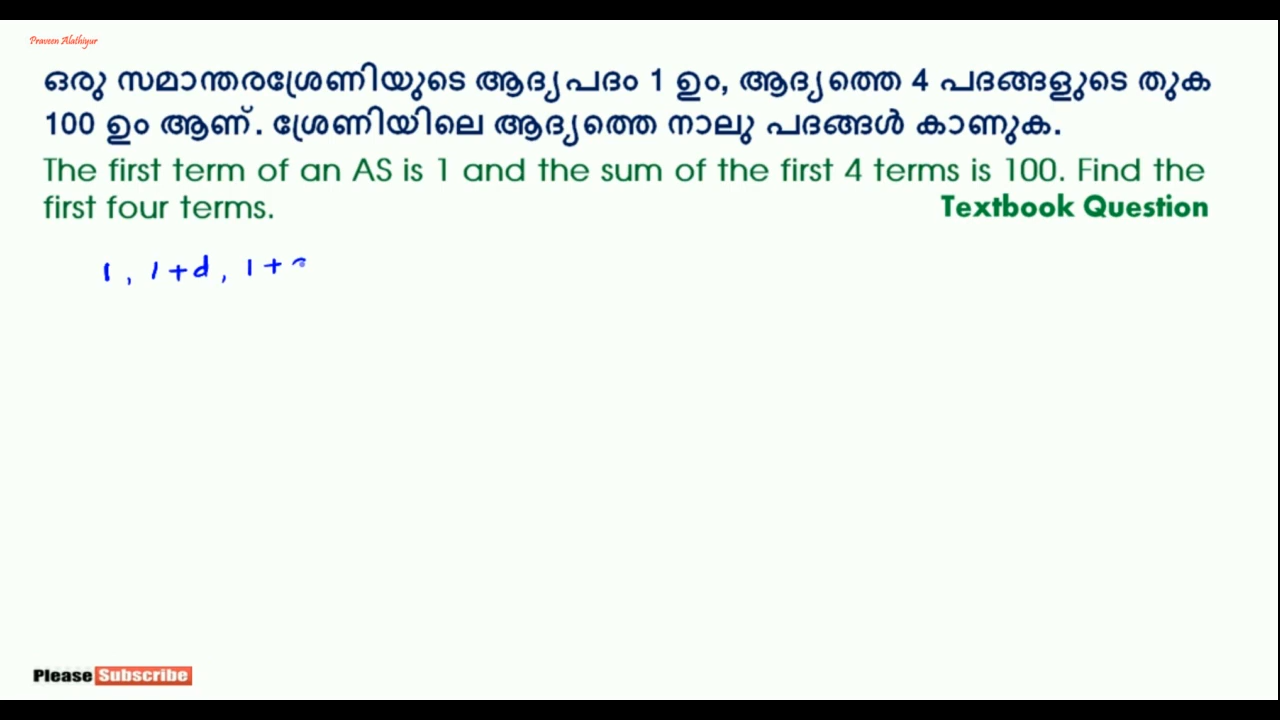 Praveen Alathiyur
ഒരു സമാന്തരശ്രേണിയുടെ ആദ്യപദം 1 ഉം, ആദ്യത്തെ 4 പദങ്ങളുടെ തുക
100 ഉം ആണ്. ശ്രേണിയിലെ ആദ്യത്തെ നാലു പദങ്ങൾ കാണുക.
The first term of an AS is 1 and the sum of the first 4 terms is 100. Find the
first four terms.
Textbook Question
1, 1+d, 1+
Please Subscribe